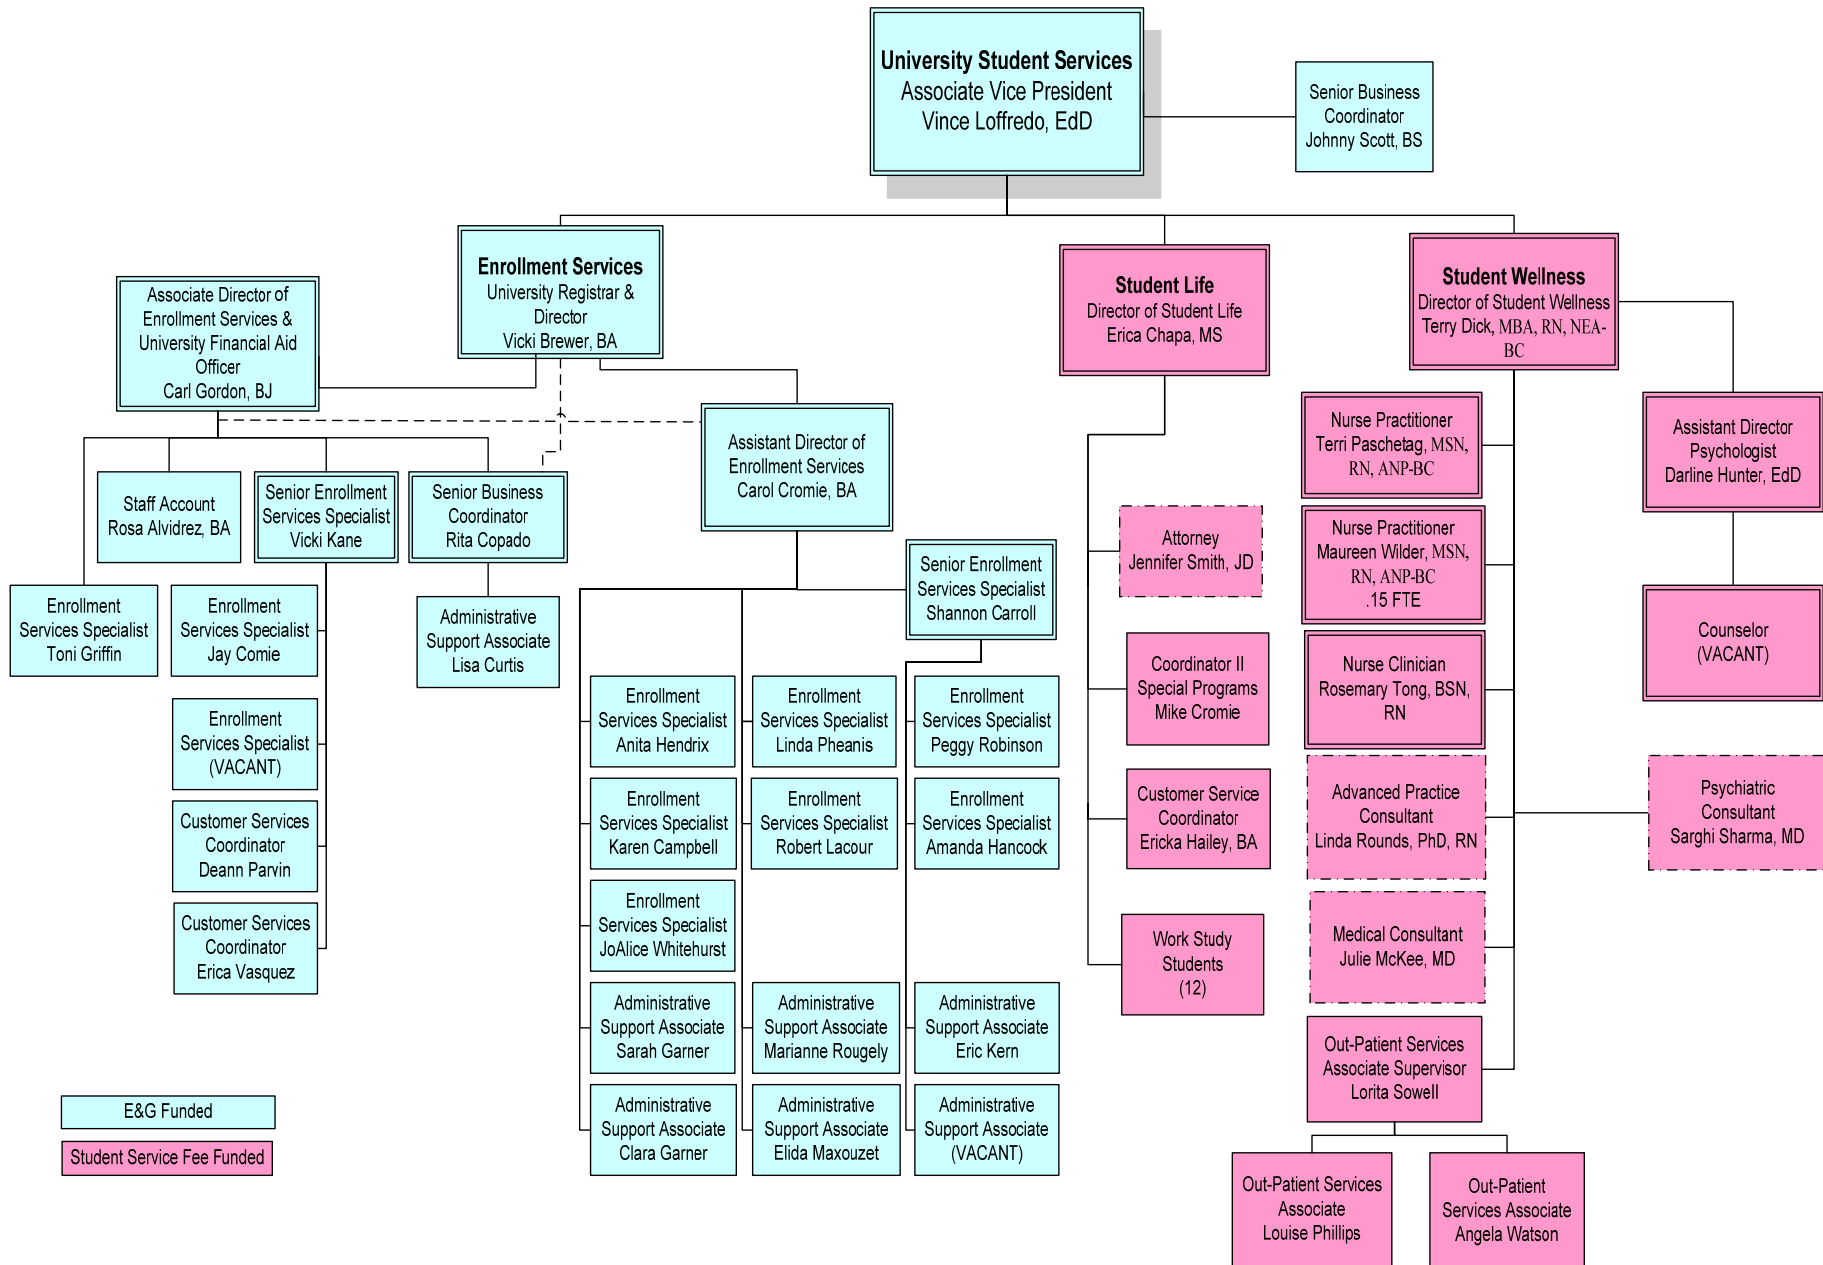 University Student Services
Associate Vice President
Vince Loffredo, EdD
Senior Business
Coordinator
Johnny Scott, BS
Enrollment Services
University Registrar &
Director
Vicki Brewer, BA
Student Life
Director of Student Life
Erica Chapa, MS
Student Wellness
Director of Student Wellness
Terry Dick, MBA, RN, NEA-
BC
Associate Director of
Enrollment Services &
University Financial Aid
Officer
Carl Gordon, BJ
Assistant Director of
Enrollment Services
Carol Cromie, BA
Staff Account
Rosa Alvidrez, BA
Senior Enrollment
Services Specialist
Vicki Kane
Senior Business
Coordinator
Rita Copado
Enrollment
Services Specialist
Toni Griffin
Enrollment
Services Specialist
Jay Comie
Administrative
Support Associate
Lisa Curtis
Enrollment
Services Specialist
(VACANT)
Customer Services
Coordinator
Deann Parvin
Customer Services
Coordinator
Erica Vasquez
Senior Enrollment
Services Specialist
Shannon Carroll
Enrollment
Services Specialist
Anita Hendrix
Enrollment
Services Specialist
Linda Pheanis
Enrollment
Services Specialist
Peggy Robinson
Enrollment
Services Specialist
Karen Campbell
Enrollment
Services Specialist
Robert Lacour
Enrollment
Services Specialist
Amanda Hancock
Enrollment
Services Specialist
JoAlice Whitehurst
Administrative
Support Associate
Sarah Garner
Administrative
Support Associate
Marianne Rougely
Administrative
Support Associate
Eric Kern
Administrative
Support Associate
Clara Garner
Administrative
Support Associate
Elida Maxouzet
Administrative
Support Associate
(VACANT)
Attorney
Jennifer Smith, JD
Coordinator II
Special Programs
Mike Cromie
Customer Service
Coordinator
Ericka Hailey, BA
Work Study
Students
(12)
Nurse Practitioner
Terri Paschetag, MSN,
RN, ANP-BC
Nurse Practitioner
Maureen Wilder, MSN,
RN, ANP-BC
.15 FTE
Nurse Clinician
Rosemary Tong, BSN,
RN
Advanced Practice
Consultant
Linda Rounds, PhD, RN
Medical Consultant
Julie McKee, MD
Out-Patient Services
Associate Supervisor
Lorita Sowell
Out-Patient Services
Associate
Louise Phillips
Out-Patient
Services Associate
Angela Watson
Assistant Director
Psychologist
Darline Hunter, EdD
Counselor
(VACANT)
Psychiatric
Consultant
Sarghi Sharma, MD
E&G Funded
Student Service Fee Funded